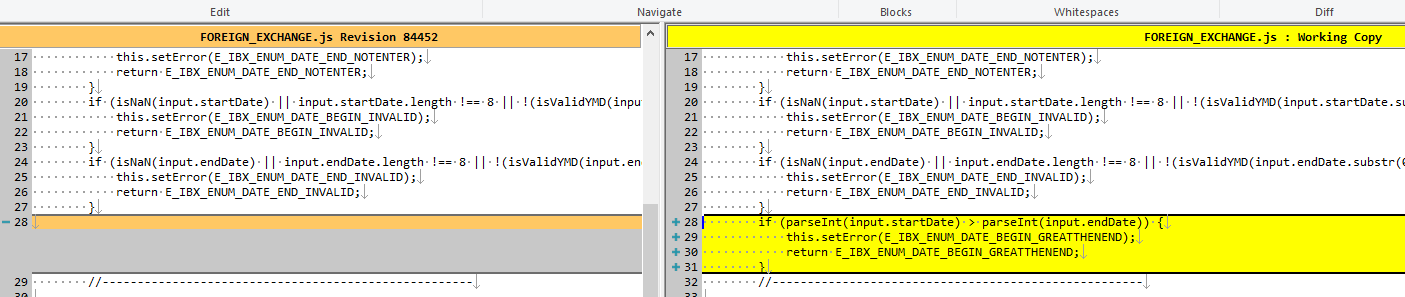 Edit Navigate Blocks Whitespaces Diff
FOREIGN_EXCHANGE.js Revision 84452
17 this.setError(E_IBX_ENUM_DATE_END_NOTENTER);
18 return E_IBX_ENUM_DATE_END_NOTENTER;
19 }
20 if (isNaN(input.startDate) || input.startDate.length !== 8 || !(isValidYMD(inpu
21 this.setError(E_IBX_ENUM_DATE_BEGIN_INVALID);
22 return E_IBX_ENUM_DATE_BEGIN_INVALID;
23 }
24 if (isNaN(input.endDate) || input.endDate.length !== 8 || !(isValidYMD(input.en
25 this.setError(E_IBX_ENUM_DATE_END_INVALID);
26 return E_IBX_ENUM_DATE_END_INVALID;
27 }
28
29 //----------------------------------------------------
FOREIGN_EXCHANGE.js : Working Copy
17 this.setError(E_IBX_ENUM_DATE_END_NOTENTER);
18 return E_IBX_ENUM_DATE_END_NOTENTER;
19 }
20 if (isNaN(input.startDate) || input.startDate.length !== 8 || !(isValidYMD(input.startDate.su
21 this.setError(E_IBX_ENUM_DATE_BEGIN_INVALID);
22 return E_IBX_ENUM_DATE_BEGIN_INVALID;
23 }
24 if (isNaN(input.endDate) || input.endDate.length !== 8 || !(isValidYMD(input.endDate.substr(
25 this.setError(E_IBX_ENUM_DATE_END_INVALID);
26 return E_IBX_ENUM_DATE_END_INVALID;
27 }
28 if (parseInt(input.startDate) > parseInt(input.endDate)) {
29 this.setError(E_IBX_ENUM_DATE_BEGIN_GREATTHENEND);
30 return E_IBX_ENUM_DATE_BEGIN_GREATTHENEND;
31 }
32 //----------------------------------------------------